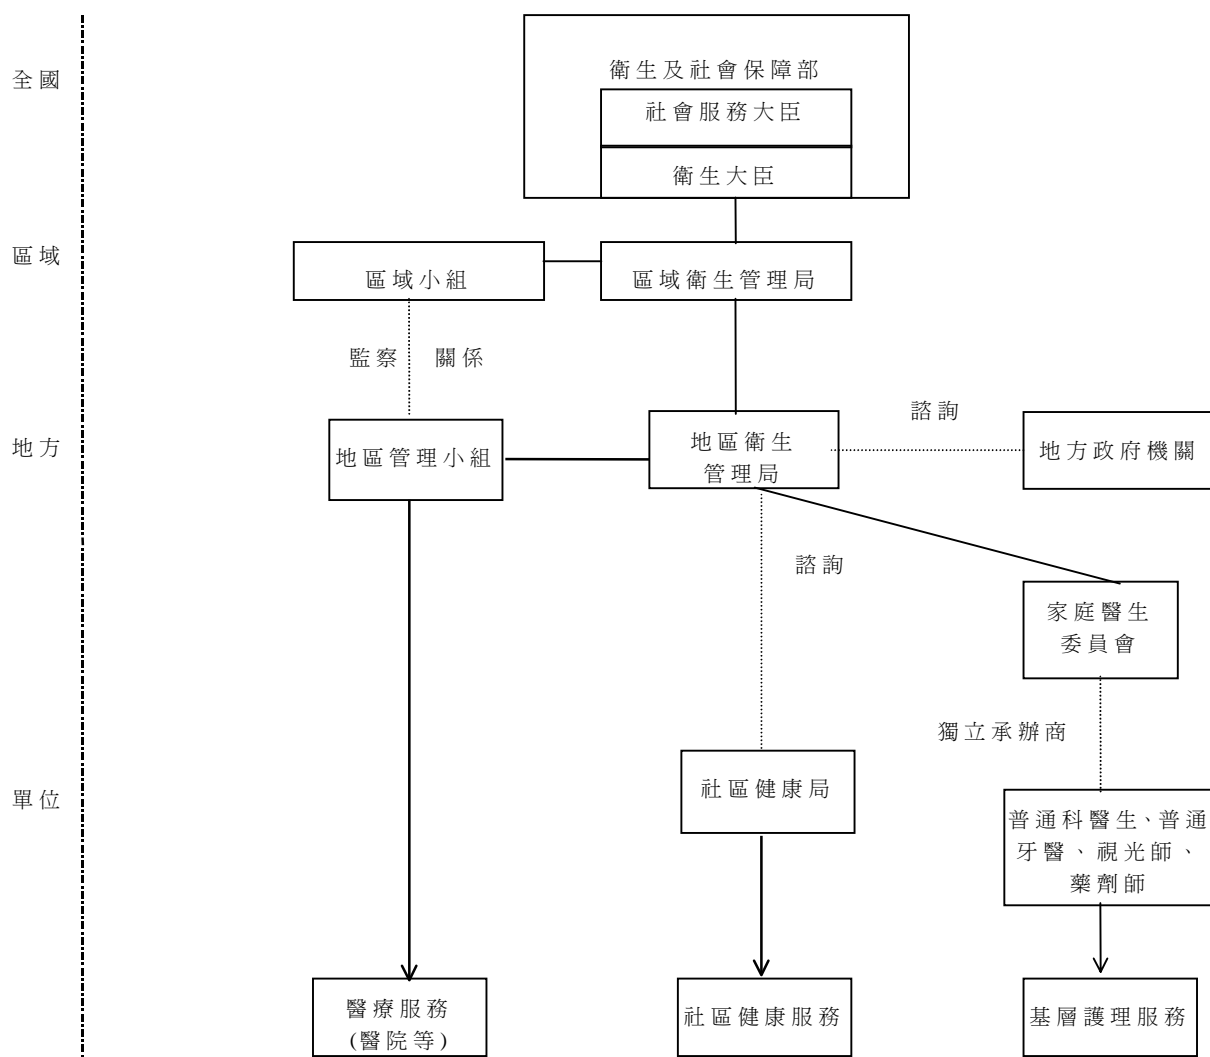 衛生及社會保障部
全國
社會服務大臣
衛生大臣
區域
區域小組
區域衛生管理局
監察 關係
諮詢
地方
地區管理小組
地區衛生
管理局
地方政府機關
諮詢
家庭醫生
委員會
獨立承辦商
單位
社區健康局
普通科醫生、普通
牙醫、視光師、
藥劑師
醫療服務
(醫院等)
社區健康服務
基層護理服務